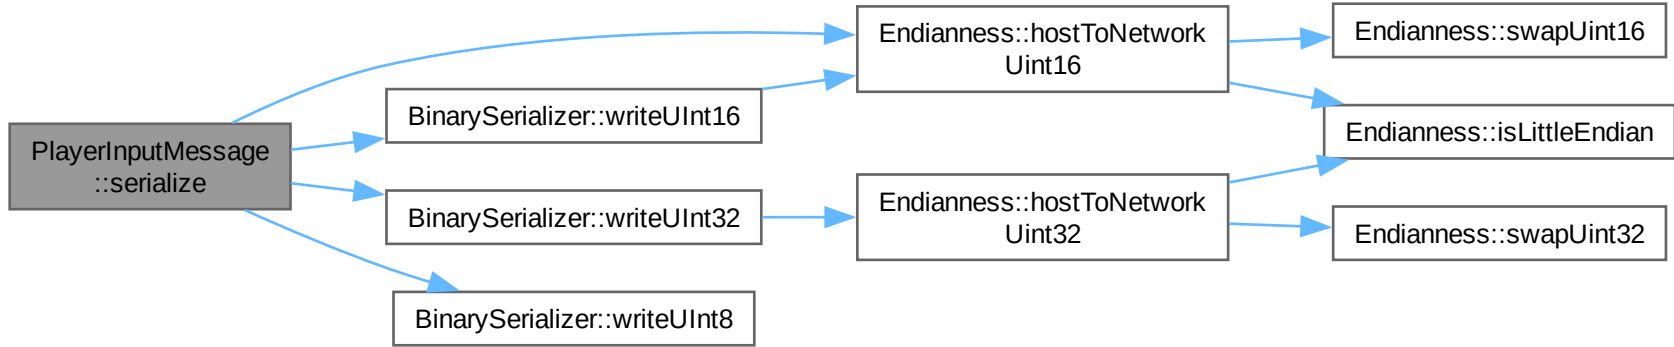 PlayerInputMessage
::serialize
BinarySerializer::writeUInt16
BinarySerializer::writeUInt32
BinarySerializer::writeUInt8
Endianness::hostToNetwork
Uint16
Endianness::hostToNetwork
Uint32
Endianness::swapUint16
Endianness::isLittleEndian
Endianness::swapUint32